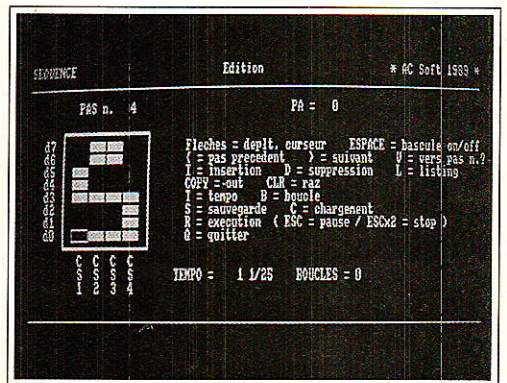 SEQUENCE Edition * AC Soft 1989 *
PAS n. 4 PA = 0
d7
d6
d5
d4
d3
d2
d1
d0
Fleches = deplt. curseur ESPACE = bascule on/off
( = pas precedent ) = suivant V = vers pas n.?
I = insertion D = suppression L = listing
COPY = -out CLR = raz
T = tempo B = boucle
S = sauvegarde C = chargement
R = execution ( ESC = pause / ESCx2 = stop )
Q = quitter
C C C C
S S S S
1 2 3 4
TEMPO = 1 1/25 BOUCLES = 0